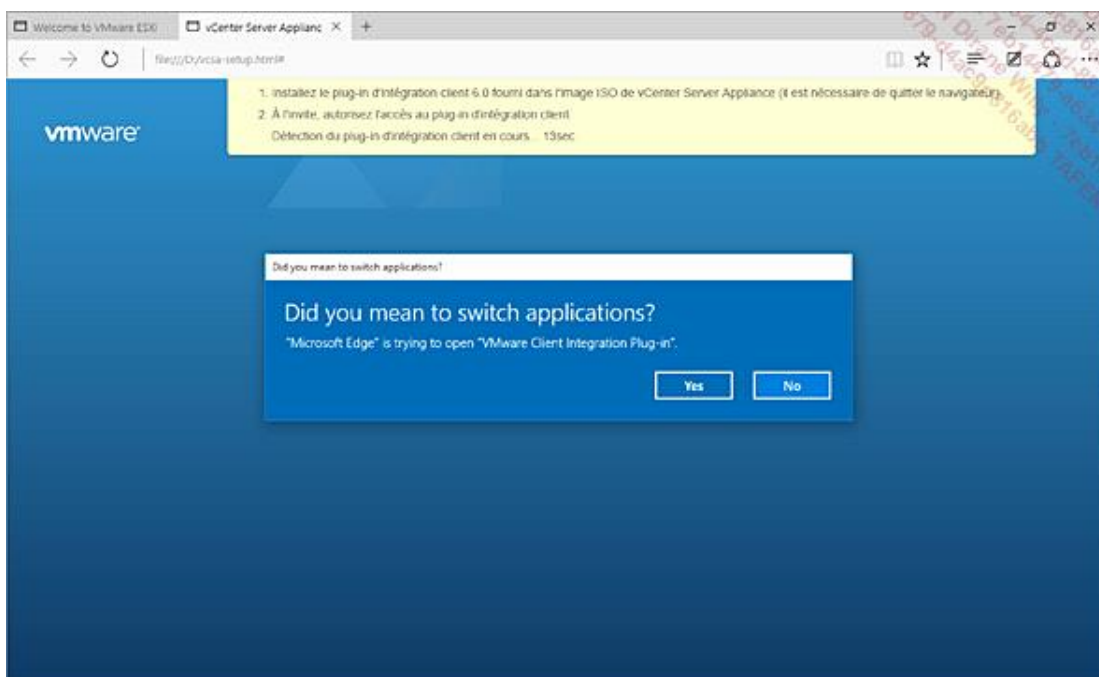 Welcome to VMware ESXi
vCenter Server Applianc
file:///D:/vcsa-setup.html#
1. Installez le plug-in d'intégration client 6.0 fourni dans l'image ISO de vCenter Server Appliance (il est nécessaire de quitter le navigateur).
2. À l'invite, autorisez l'accès au plug-in d'intégration client
Détection du plug-in d'intégration client en cours... 13sec
vmware
Did you mean to switch applications?
Did you mean to switch applications?
"Microsoft Edge" is trying to open "VMware Client Integration Plug-in".
Yes
No